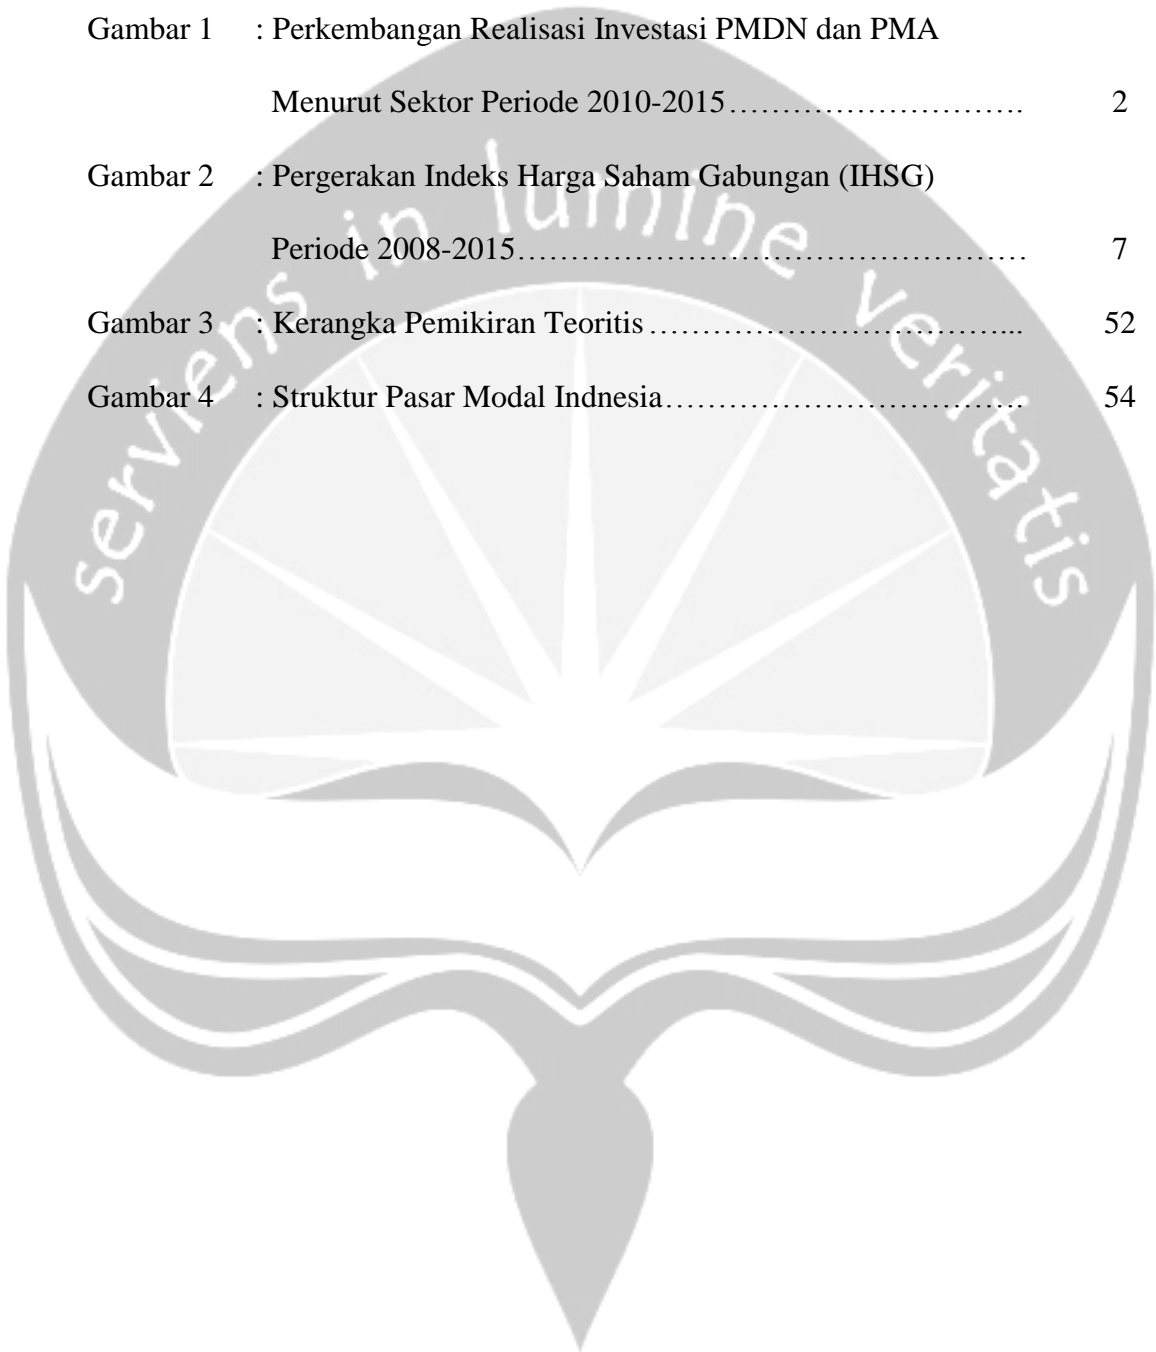 Gambar 1 : Perkembangan Realisasi Investasi PMDN dan PMA
Menurut Sektor Periode 2010-2015………………………. 2
Gambar 2 : Pergerakan Indeks Harga Saham Gabungan (IHSG)
Periode 2008-2015………………………………………… 7
Gambar 3 : Kerangka Pemikiran Teoritis……………………………... 52
Gambar 4 : Struktur Pasar Modal Indnesia……………………………. 54
serviens in lumine veritatis